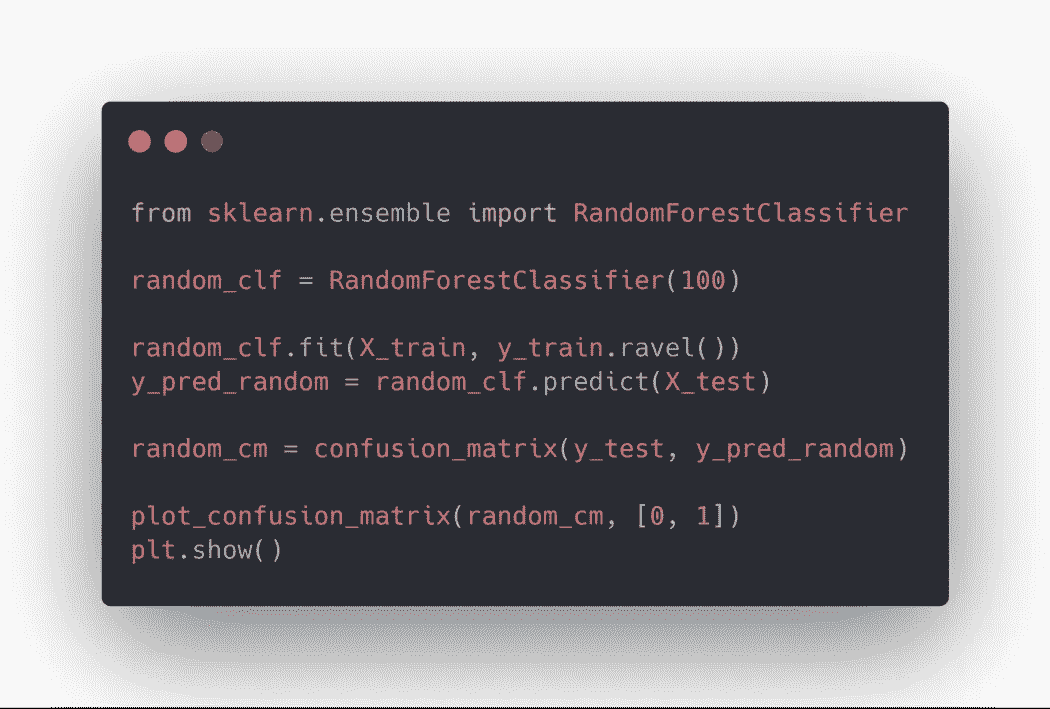 from sklearn.ensemble import RandomForestClassifier
random_clf = RandomForestClassifier(100)
random_clf.fit(X_train, y_train.ravel())
y_pred_random = random_clf.predict(X_test)
random_cm = confusion_matrix(y_test, y_pred_random)
plot_confusion_matrix(random_cm, [0, 1])
plt.show()